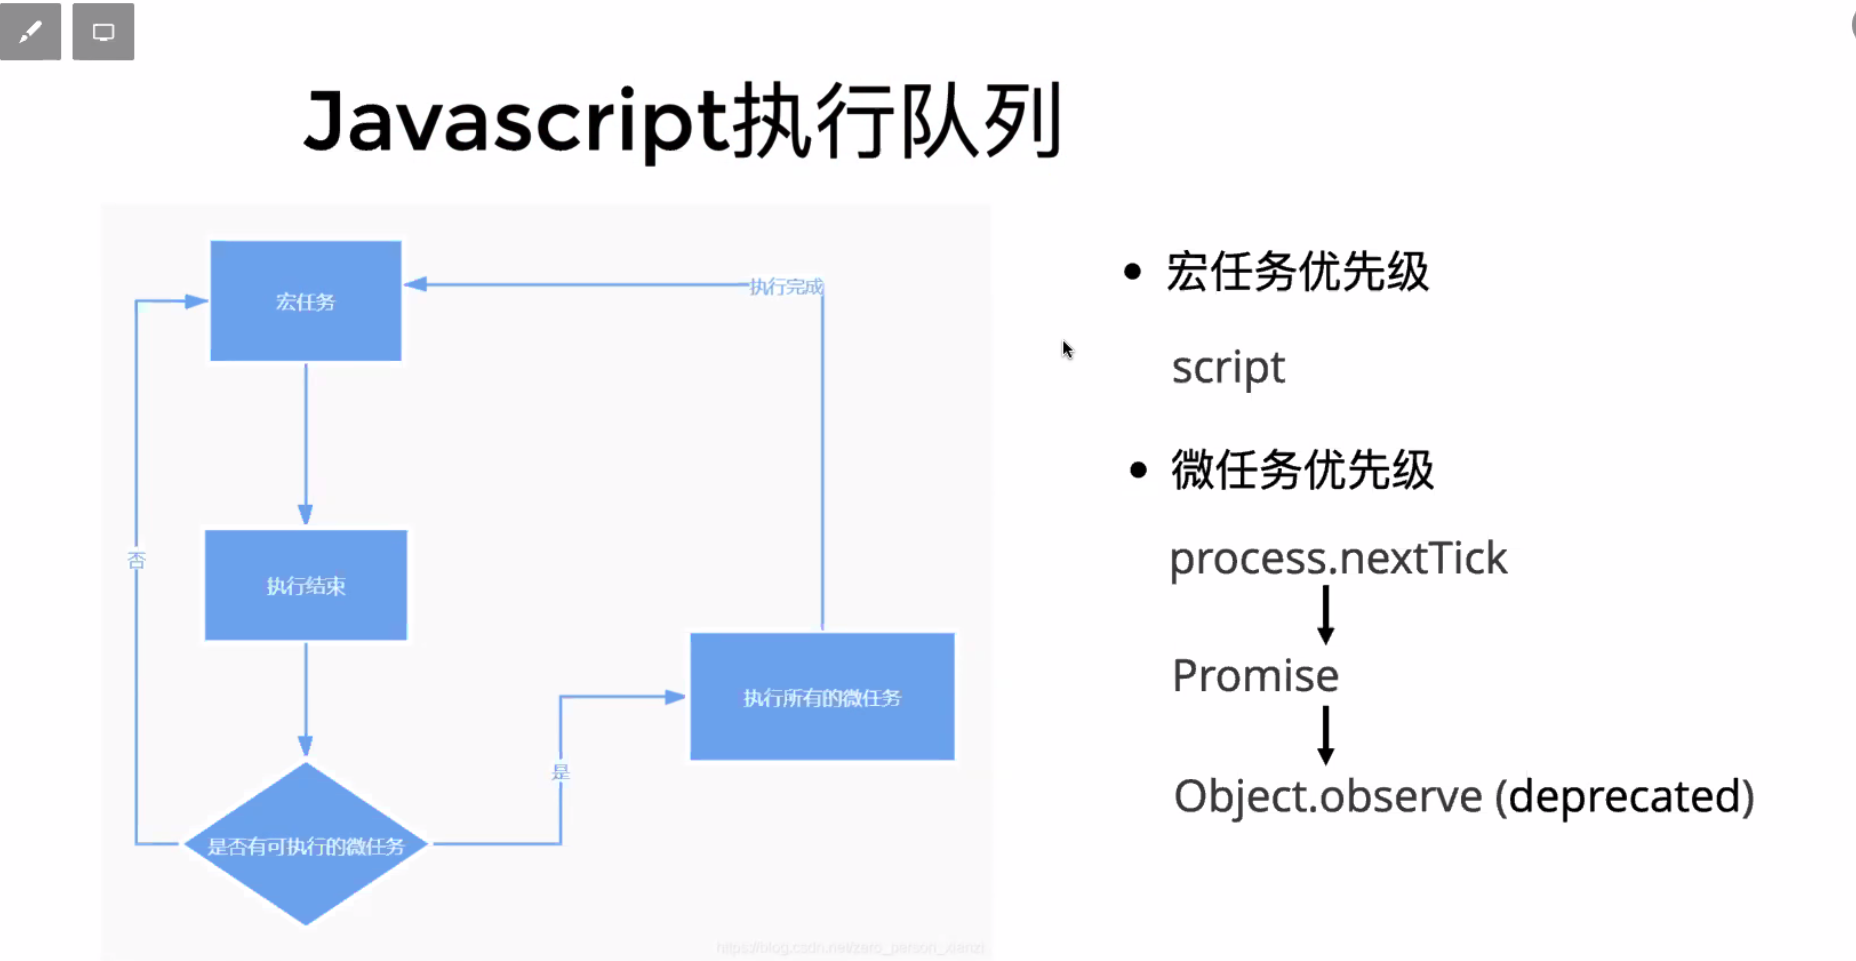 Javascript执行队列
宏任务
执行完成
否
执行结束
执行所有的微任务
是
是否有可执行的微任务
https://blog.csdn.net/zero_person_xianzi
宏任务优先级
script
微任务优先级
process.nextTick
Promise
Object.observe (deprecated)